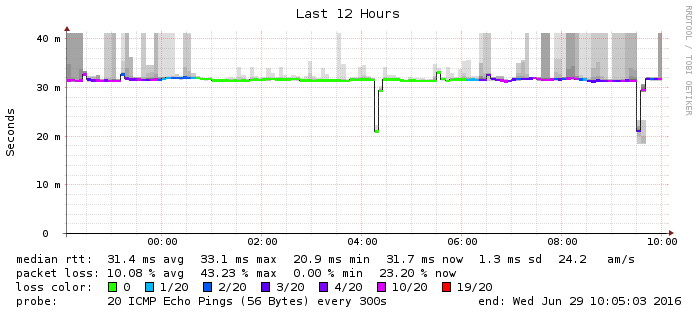 Last 12 Hours
RRDTOOL / TOBI OETIKER
Seconds
40 m
30 m
20 m
10 m
0
00:00 02:00 04:00 06:00 08:00 10:00
median rtt: 31.4 ms avg 33.1 ms max 20.9 ms min 31.7 ms now 1.3 ms sd 24.2 am/s
packet loss: 10.08 % avg 43.23 % max 0.00 % min 23.20 % now
loss color: 0 1/20 2/20 3/20 4/20 10/20 19/20
probe: 20 ICMP Echo Pings (56 Bytes) every 300s end: Wed Jun 29 10:05:03 2016